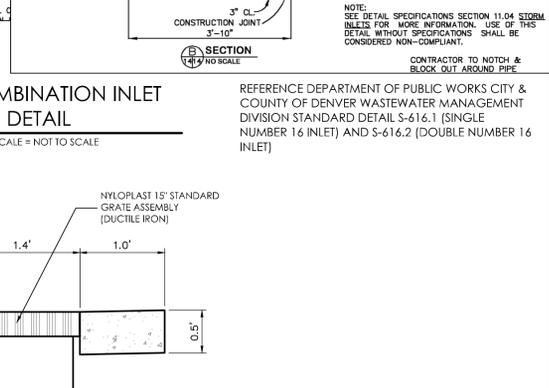 3" CL.
CONSTRUCTION JOINT
3'-10"
B SECTION
NO SCALE
NOTE:
SEE DETAIL SPECIFICATIONS SECTION 11.04 STORM
INLETS FOR MORE INFORMATION. USE OF THIS
DETAIL WITHOUT SPECIFICATIONS SHALL BE
CONSIDERED NON-COMPLIANT.
CONTRACTOR TO NOTCH &
BLOCK OUT AROUND PIPE
MBINATION INLET
DETAIL
CALE = NOT TO SCALE
REFERENCE DEPARTMENT OF PUBLIC WORKS CITY &
COUNTY OF DENVER WASTEWATER MANAGEMENT
DIVISION STANDARD DETAIL S-616.1 (SINGLE
NUMBER 16 INLET) AND S-616.2 (DOUBLE NUMBER 16
INLET)
NYLOPLAST 15" STANDARD
GRATE ASSEMBLY
(DUCTILE IRON)
1.4'
1.0'
0.5'